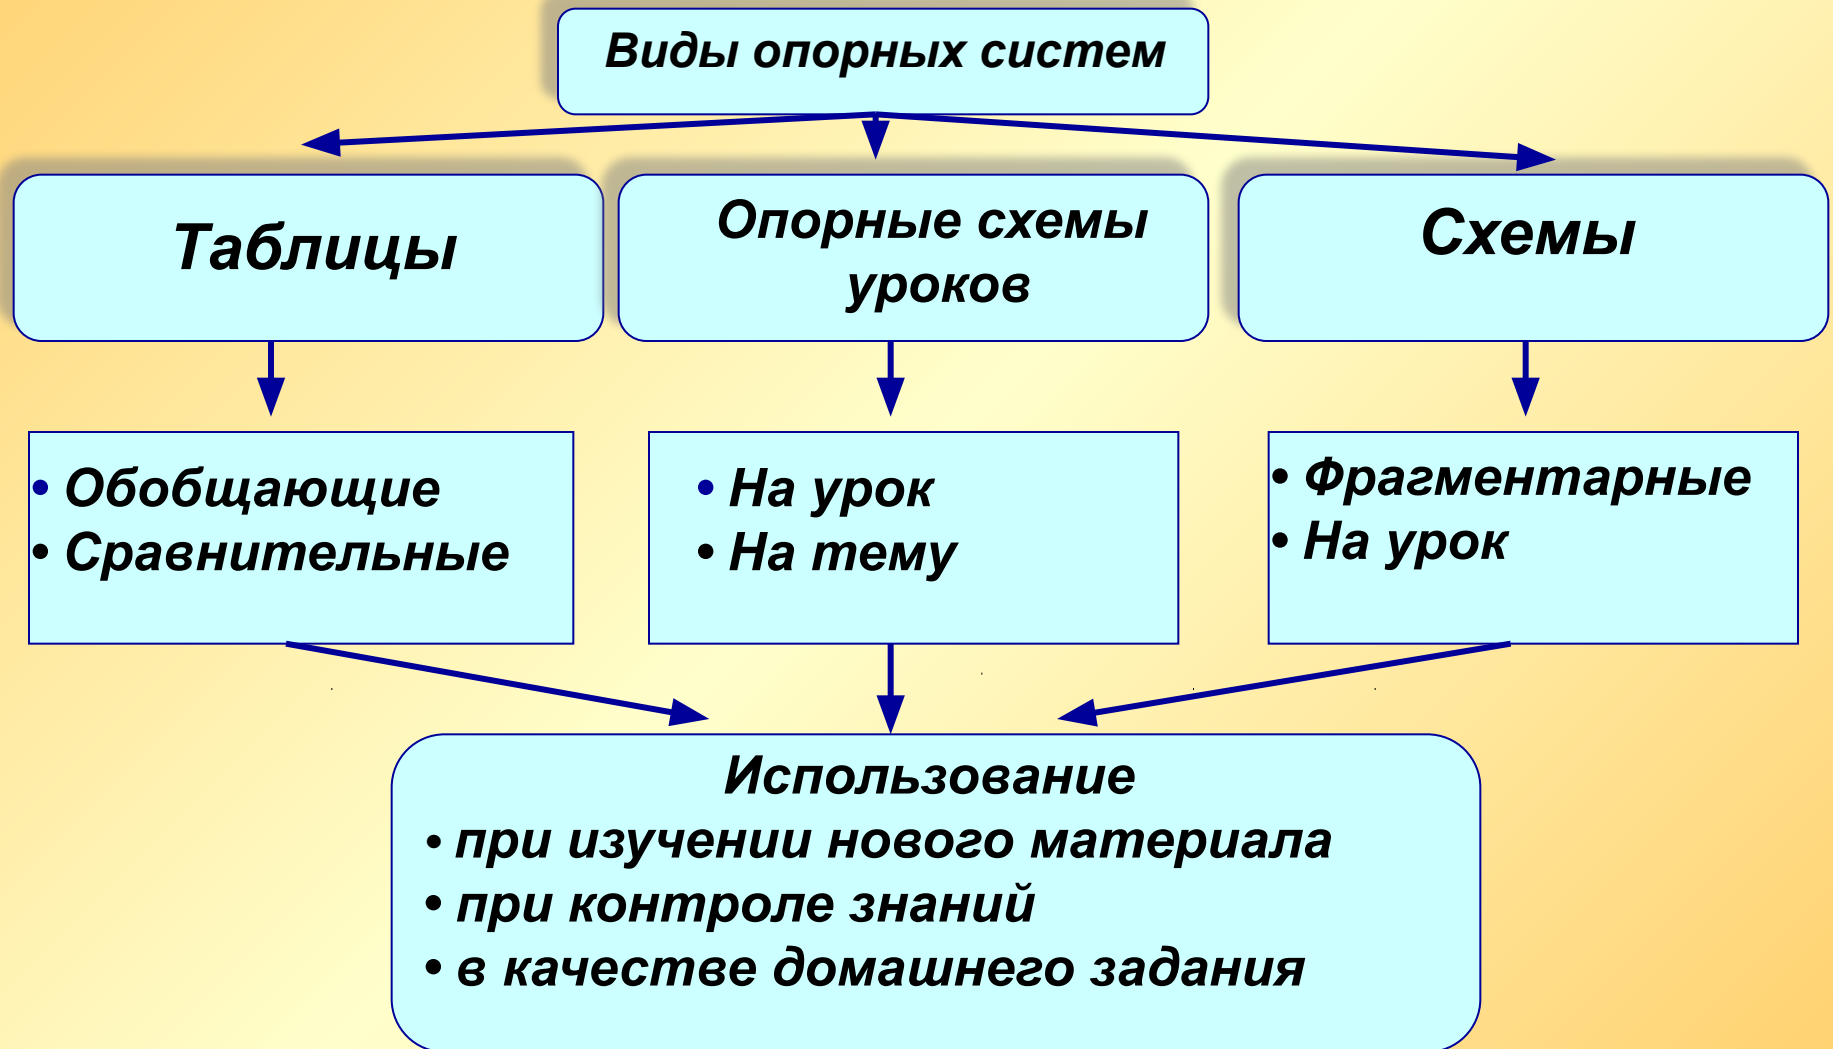 Виды опорных систем
Таблицы
Опорные схемы
уроков
Схемы
• Обобщающие
• Сравнительные
• На урок
• На тему
• Фрагментарные
• На урок
Использование
• при изучении нового материала
• при контроле знаний
• в качестве домашнего задания